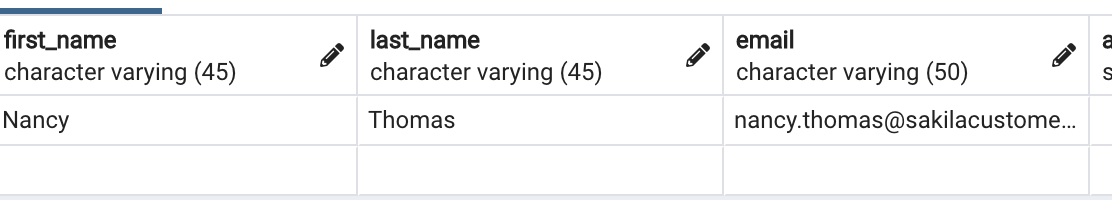 first_name
character varying (45)
last_name
character varying (45)
email
character varying (50)
a
s
Nancy
Thomas
nancy.thomas@sakilacustome...